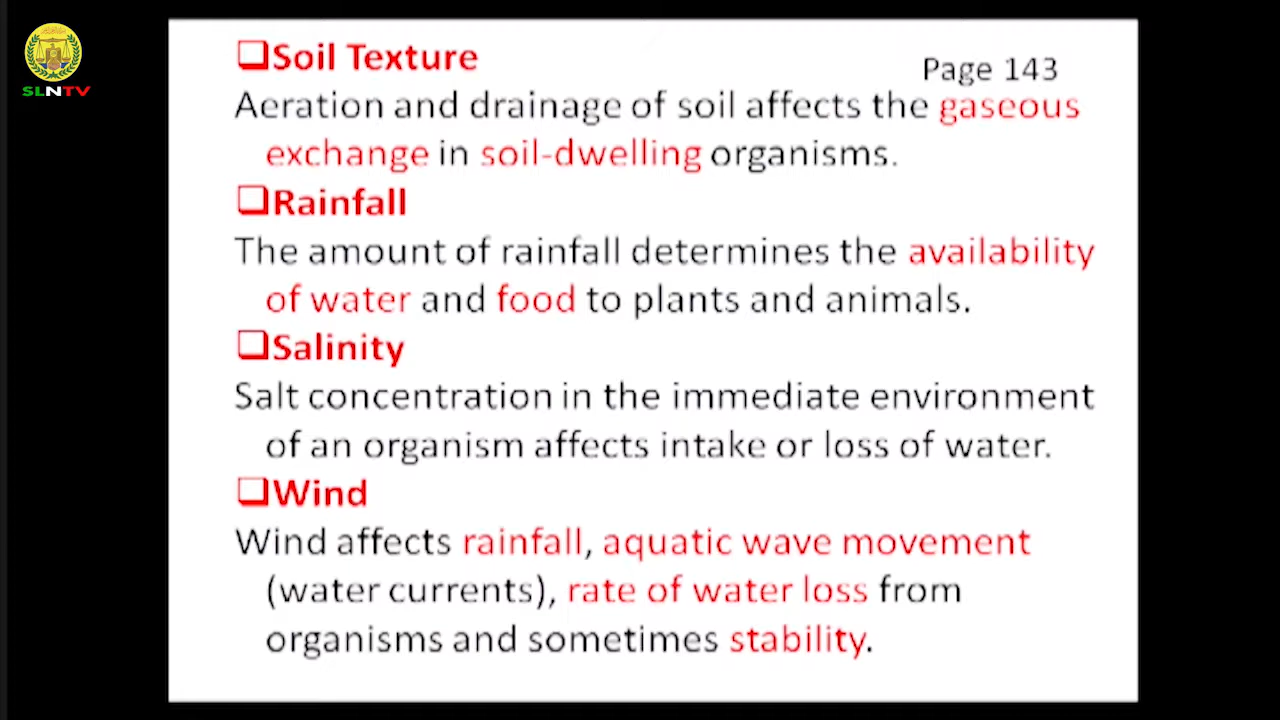 SLNTV
❑Soil Texture
Page 143
Aeration and drainage of soil affects the gaseous
exchange in soil-dwelling organisms.
❑Rainfall
The amount of rainfall determines the availability
of water and food to plants and animals.
❑Salinity
Salt concentration in the immediate environment
of an organism affects intake or loss of water.
❑Wind
Wind affects rainfall, aquatic wave movement
(water currents), rate of water loss from
organisms and sometimes stability.